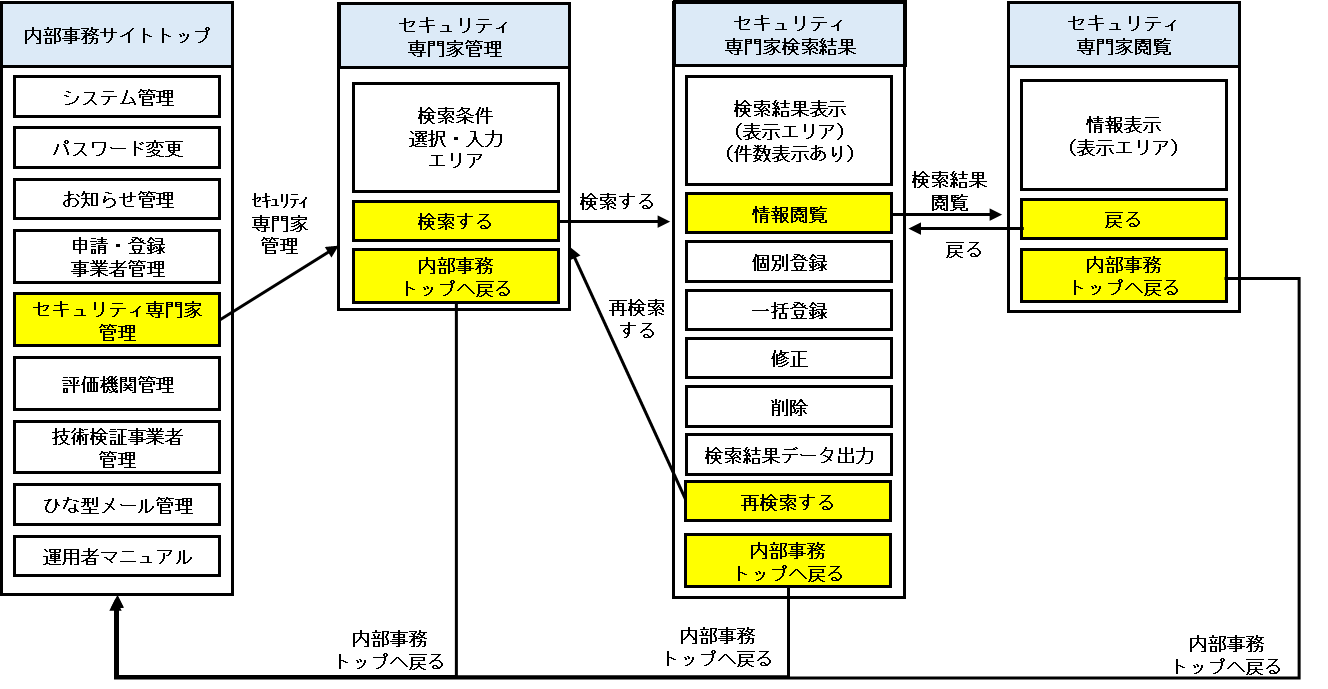 内部事務サイトトップ
システム管理
パスワード変更
お知らせ管理
申請・登録
事業者管理
セキュリティ専門家
管理
評価機関管理
技術検証事業者
管理
ひな型メール管理
運用者マニュアル
ｾｷｭﾘﾃｨ
専門家
管理
セキュリティ
専門家管理
検索条件
選択・入力
エリア
検索する
内部事務
トップへ戻る
検索する
再検索
する
セキュリティ
専門家検索結果
検索結果表示
（表示エリア）
（件数表示あり）
情報閲覧
個別登録
一括登録
修正
削除
検索結果データ出力
再検索する
内部事務
トップへ戻る
検索結果
閲覧
戻る
セキュリティ
専門家閲覧
情報表示
（表示エリア）
戻る
内部事務
トップへ戻る
内部事務
トップへ戻る
内部事務
トップへ戻る
内部事務
トップへ戻る